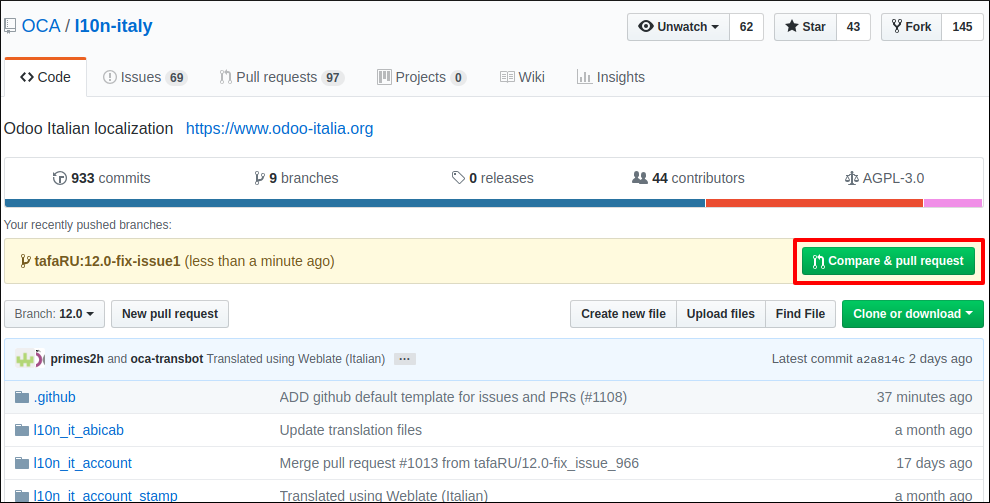 OCA / l10n-italy Unwatch 62 Star 43 Fork 145
Code Issues 69 Pull requests 97 Projects 0 Wiki Insights
Odoo Italian localization https://www.odoo-italia.org
933 commits 9 branches 0 releases 44 contributors AGPL-3.0
Your recently pushed branches:
tafaRU:12.0-fix-issue1 (less than a minute ago) Compare & pull request
Branch: 12.0 New pull request Create new file Upload files Find File Clone or download
primes2h and oca-transbot Translated using Weblate (Italian) ... Latest commit a2a814c 2 days ago
.github ADD github default template for issues and PRs (#1108) 37 minutes ago
l10n_it_abicab Update translation files a month ago
l10n_it_account Merge pull request #1013 from tafaRU/12.0-fix_issue_966 17 days ago
l10n_it_account_stamp Translated using Weblate (Italian) a month ago